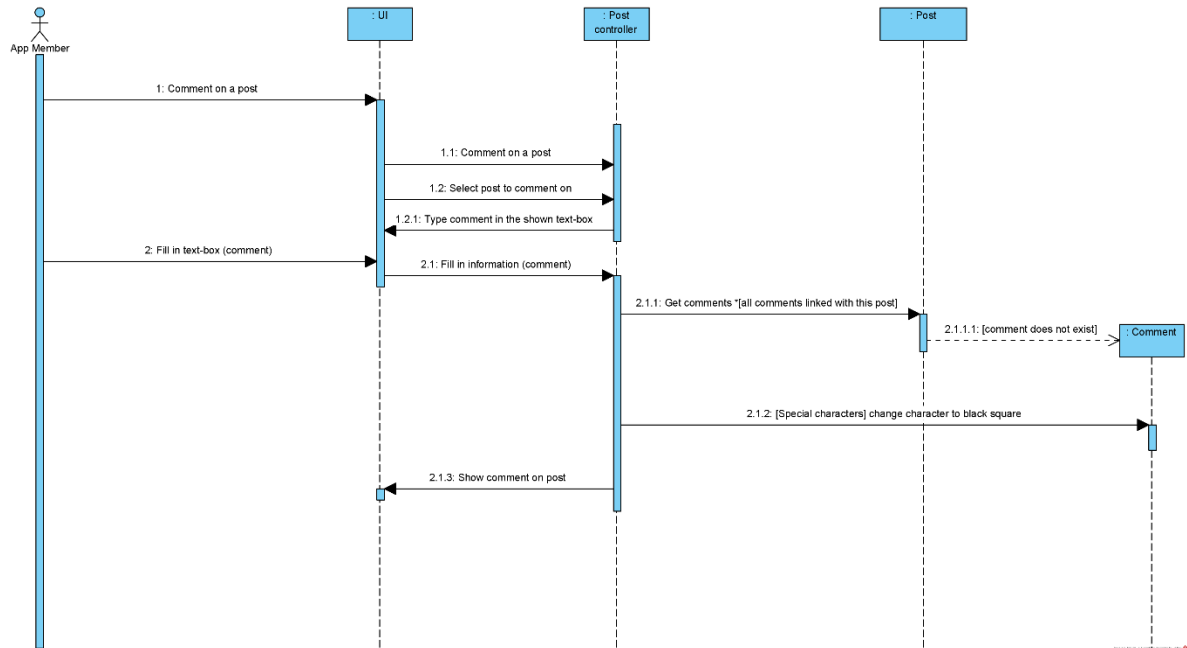 : UI
: Post
controller
: Post
App Member
1: Comment on a post
1.1: Comment on a post
1.2: Select post to comment on
1.2.1: Type comment in the shown text-box
2: Fill in text-box (comment)
2.1: Fill in information (comment)
2.1.1: Get comments *[all comments linked with this post]
2.1.1.1: [comment does not exist]
: Comment
2.1.2: [Special characters] change character to black square
2.1.3: Show comment on post